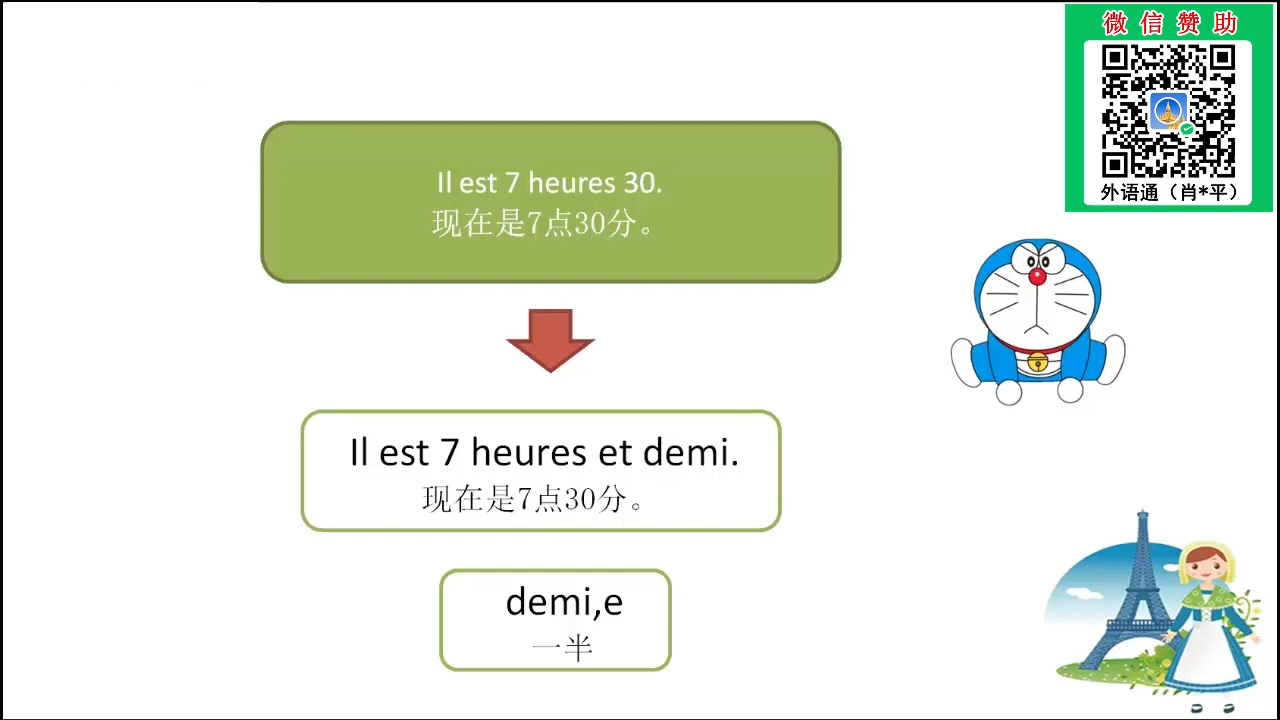 微信赞助
外语通（肖*平）
Il est 7 heures 30.
现在是7点30分。
Il est 7 heures et demi.
现在是7点30分。
demi,e
一半